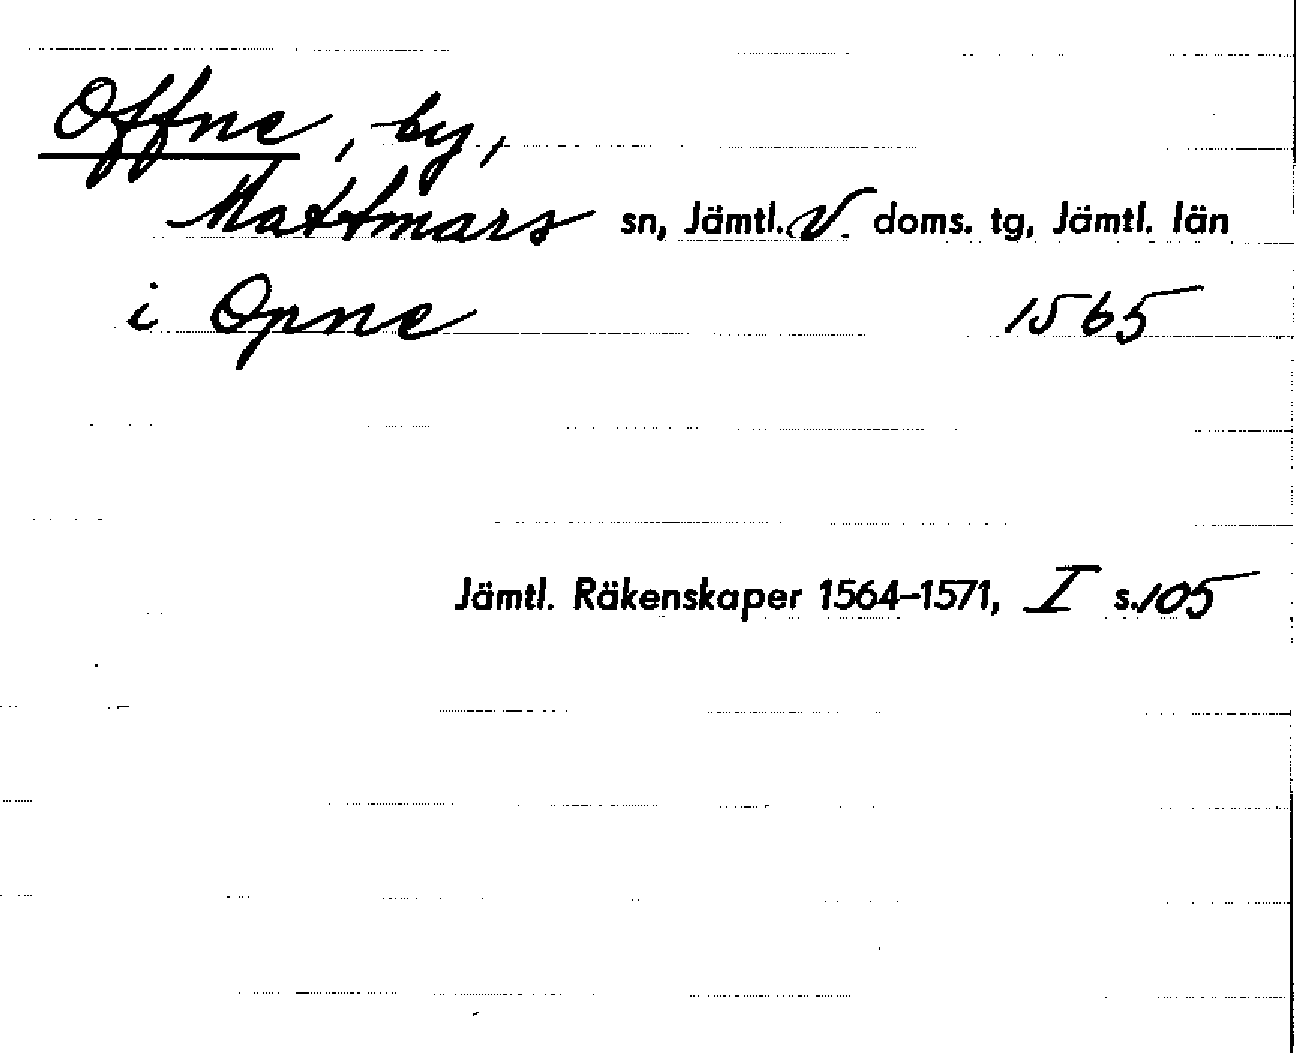 Offne, by,
Mattmars sn, Jämtl. V. doms. tg, Jämtl. län
i Opne 1565
Jämtl. Räkenskaper 1564-1571, I s. 105